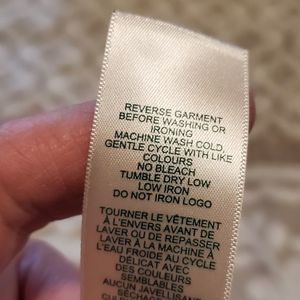 REVERSE GARMENT
BEFORE WASHING OR
IRONING
MACHINE WASH COLD,
GENTLE CYCLE WITH LIKE
COLOURS
NO BLEACH
TUMBLE DRY LOW
LOW IRON
DO NOT IRON LOGO
TOURNER LE VÊTEMENT
À L'ENVERS AVANT DE
LAVER OU DE REPASSER
LAVER À LA MACHINE À
L'EAU FROIDE AU CYCLE
DÉLICAT AVEC
DES COULEURS
SEMBLABLES
AUCUN JAVELLISANT